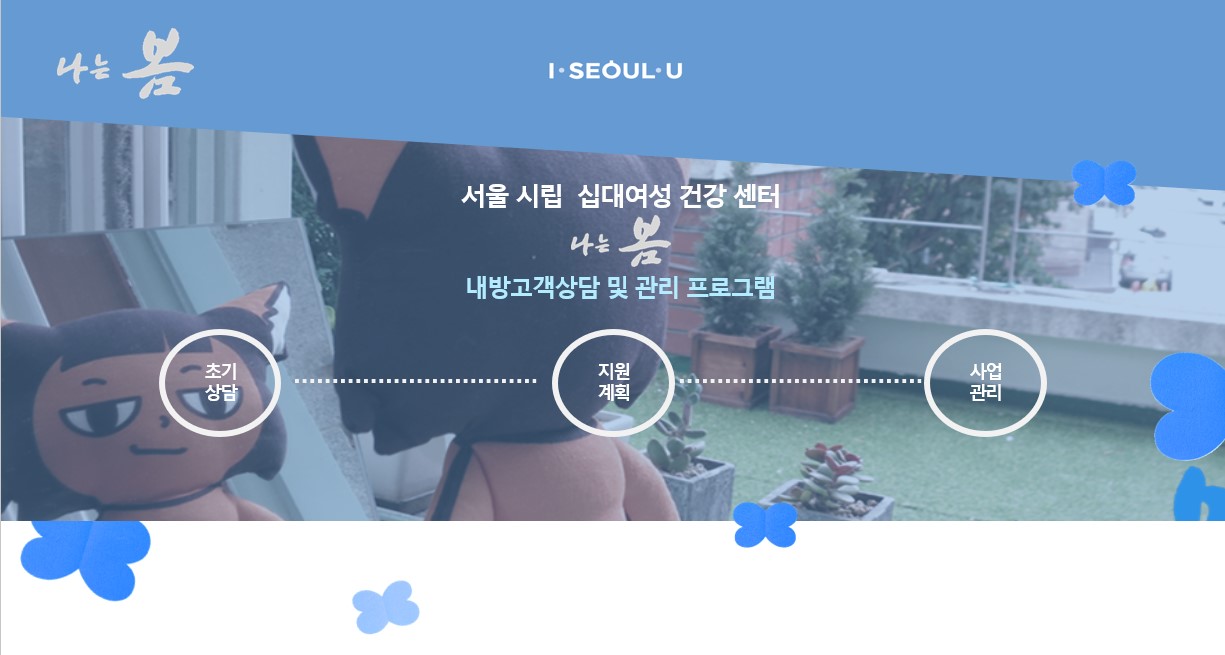 나는 봄
I·SEOUL·U
서울 시립 십대여성 건강 센터
나는 봄
내방고객상담 및 관리 프로그램
초기
상담
지원
계획
사업
관리